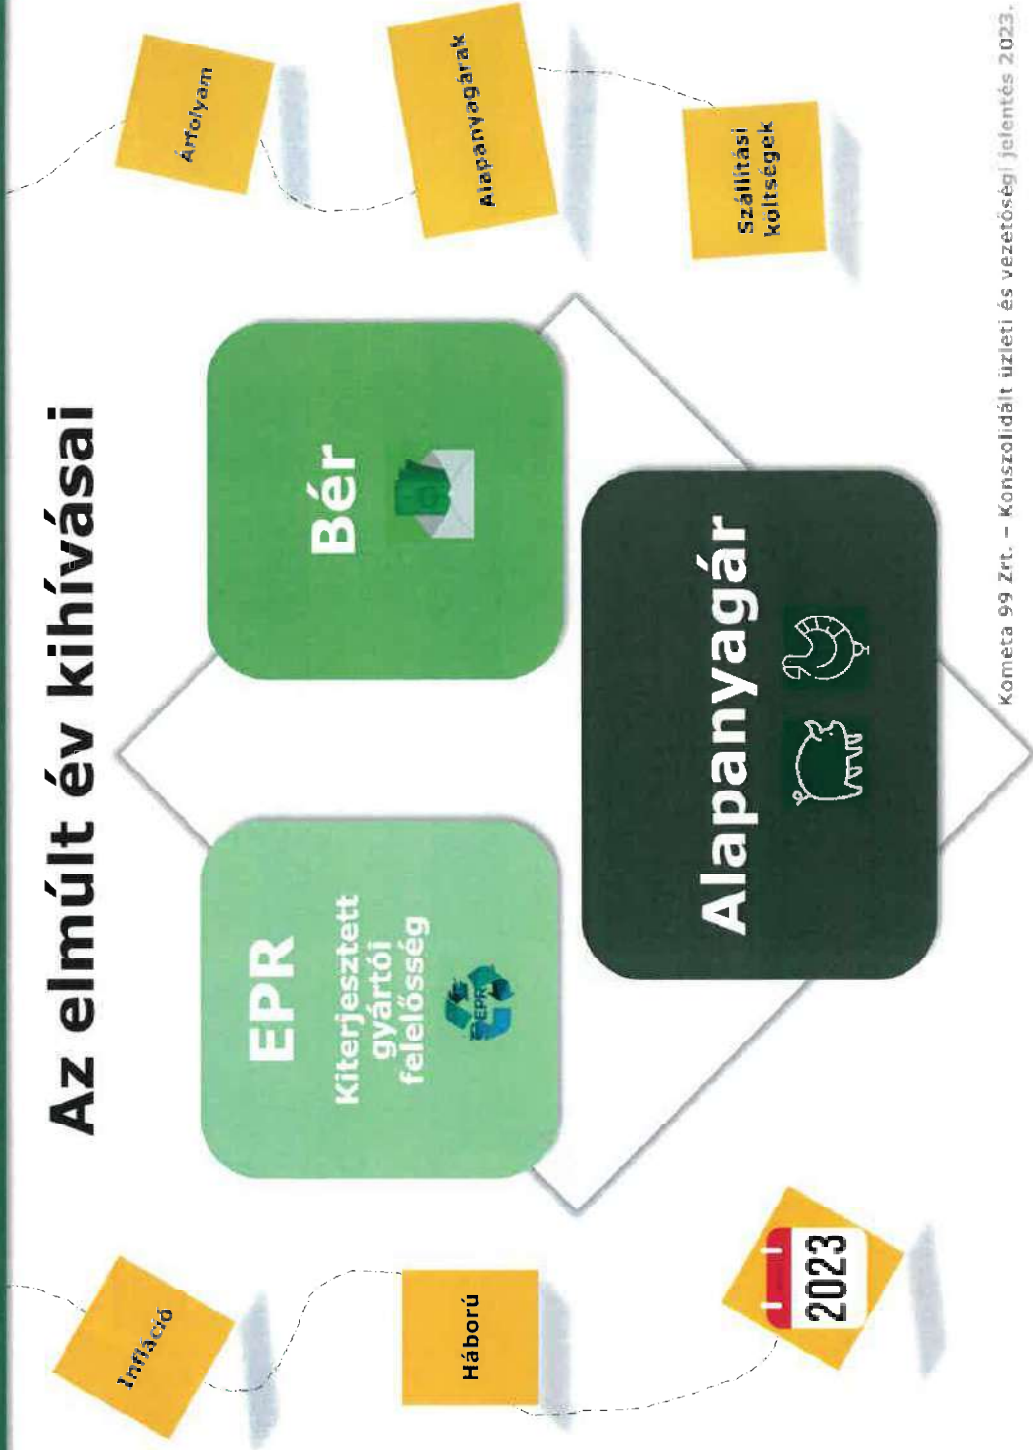 Az elmúlt év kihívásai
Infláció
Háború
2023
EPR
Kiterjesztett
gyártói
felelősség
EPR
Bér
Alapanyagár
Árfolyam
Alapanyagárak
Szállítási
költségek
Kométa 99 Zrt. – Konszolidált üzleti és vezetőségi jelentés 2023.